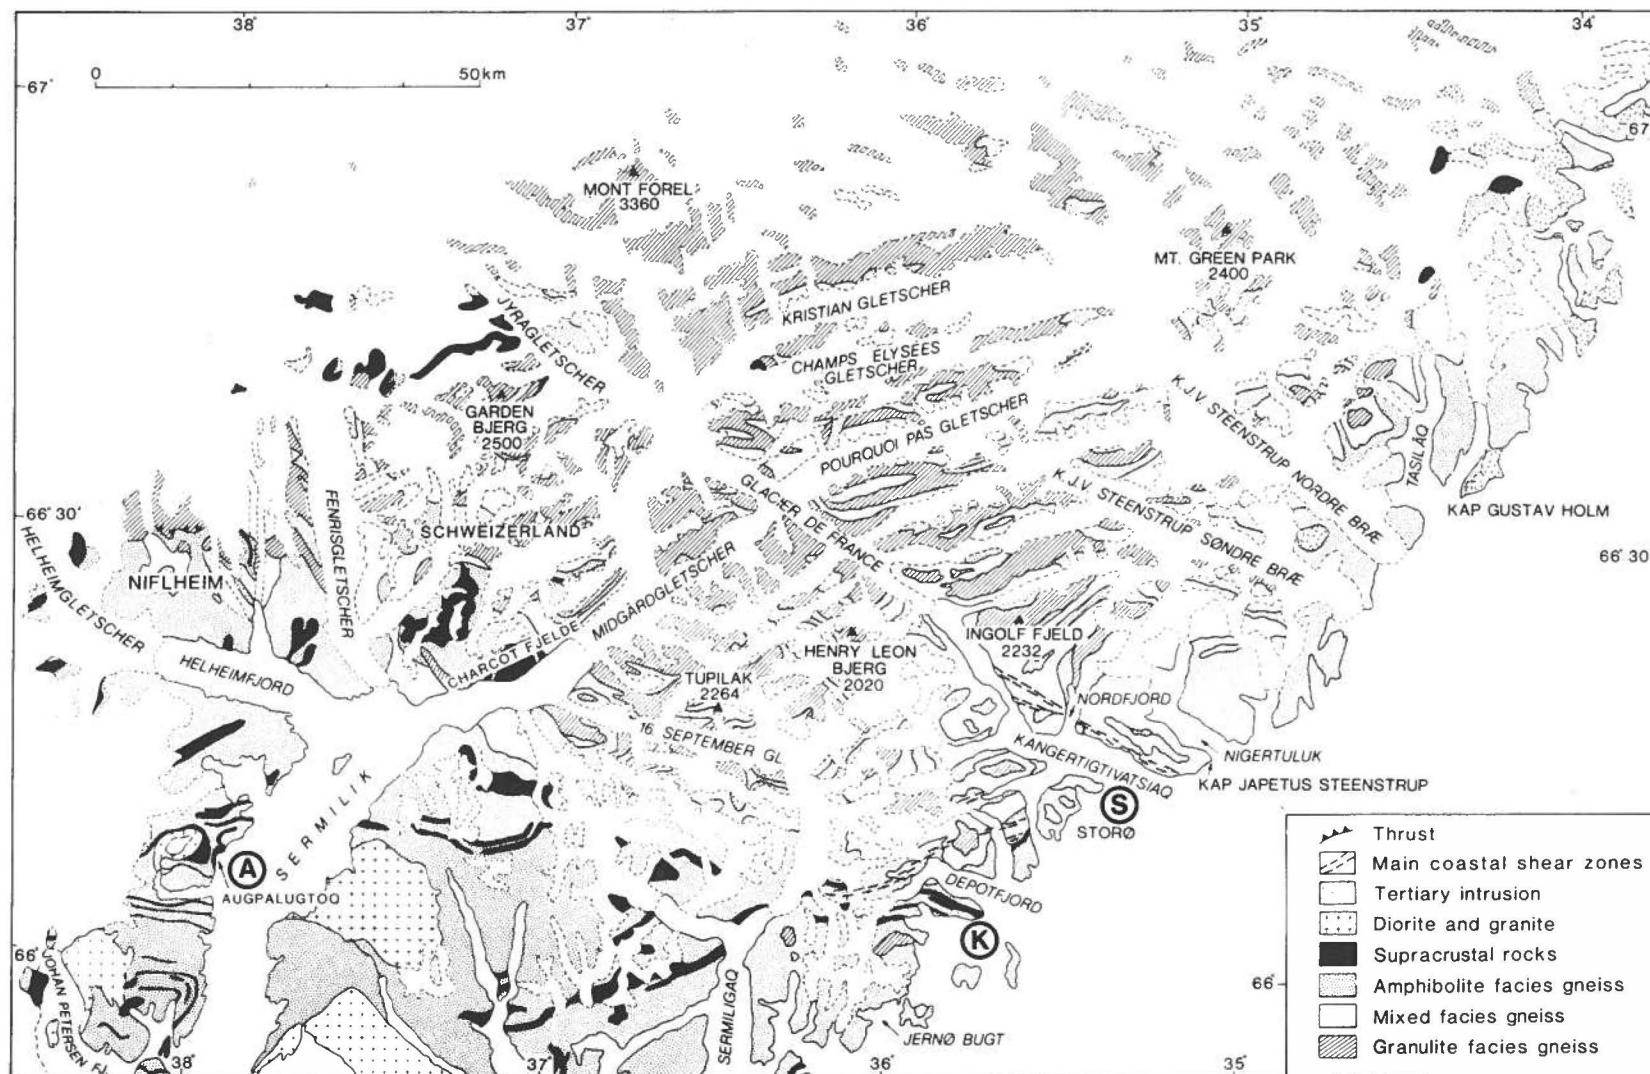 38°
37°
36°
35°
34°
0
50km
67°
67
MONT FOREL
3360
MT. GREEN PARK
2400
JYRAGLETSCHER
KRISTIAN GLETSCHER
CHAMPS ELYSEES
GLETSCHER
GARDEN
BJERG
2500
POURQUOI PAS GLETSCHER
K.J.V STEENSTRUP NORDRE BRÆ
TASILÂQ
KAP GUSTAV HOLM
66° 30'
66° 30
HELHEIMGLETSCHER
FENRISGLETSCHER
SCHWEIZERLAND
GLACIER DE FRANCE
K.J.V STEENSTRUP SØNDRE BRÆ
NIFLHEIM
MIDGÅRDGLETSCHER
CHARCOT FJELDE
HELHEIMFJORD
INGOLF FJELD
2232
HENRY LEON
BJERG
2020
TUPILAK
2264
NORDFJORD
16 SEPTEMBER GL
KANGERTIGTIVATSIAQ
NIGERTULUK
KAP JAPETUS STEENSTRUP
SERMILIK
S
STORØ
A
AUGPALUGTOQ
DEPOTFJORD
K
66°
66°
JOHAN PETERSEN FJ.
SERMILIGAQ
JERNØ BUGT
38°
37°
36°
35°
Thrust
Main coastal shear zones
Tertiary intrusion
Diorite and granite
Supracrustal rocks
Amphibolite facies gneiss
Mixed facies gneiss
Granulite facies gneiss